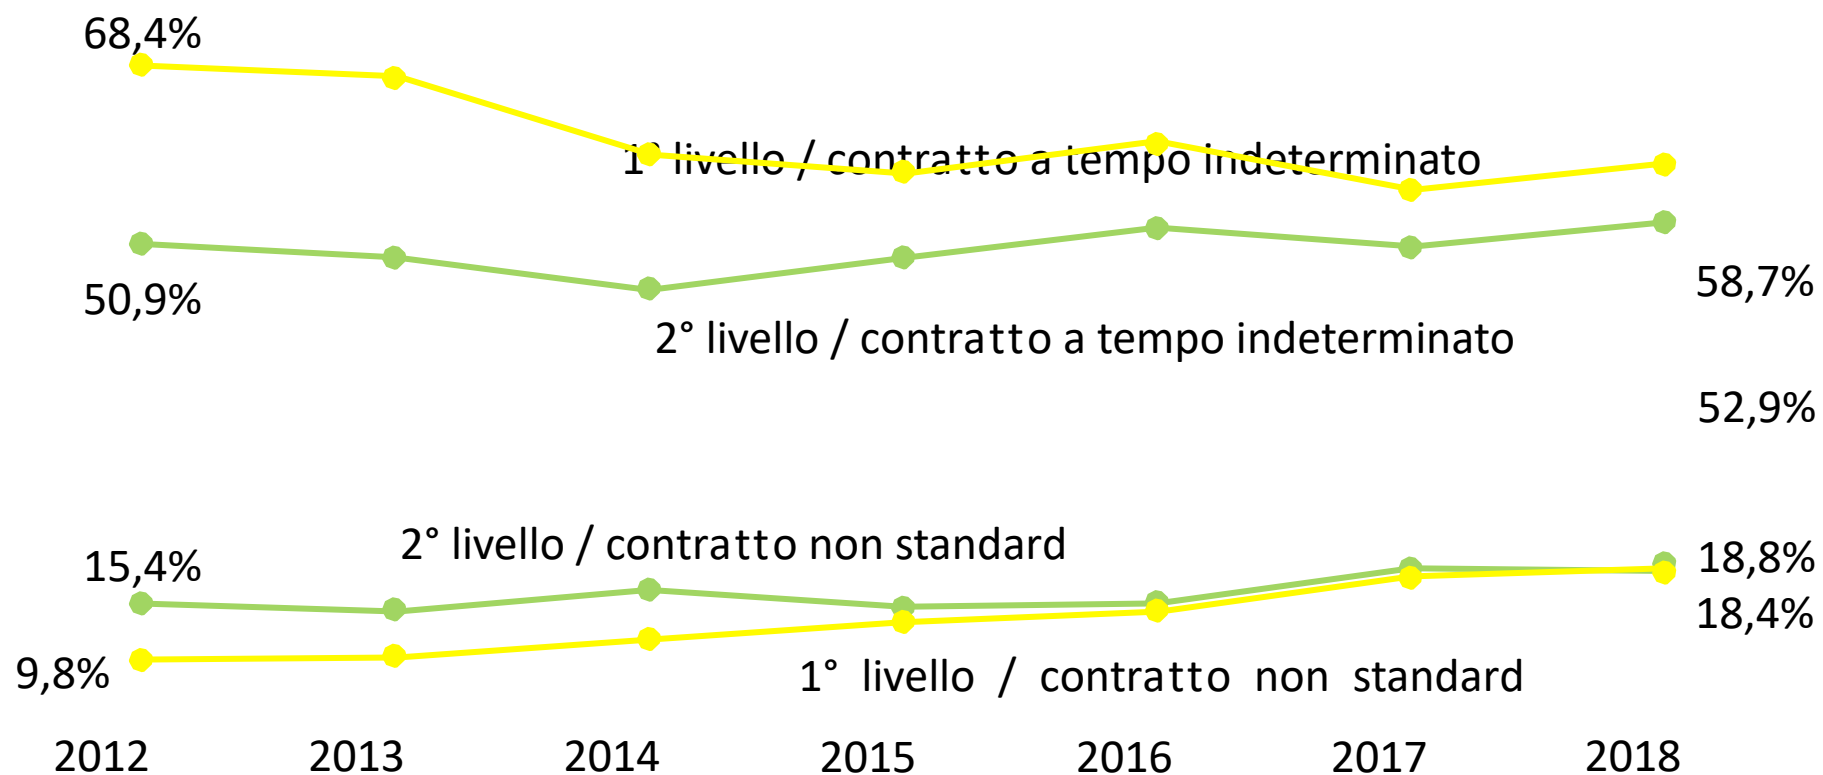 68,4%
1° livello / contratto a tempo indeterminato
50,9%
58,7%
2° livello / contratto a tempo indeterminato
52,9%
2° livello / contratto non standard
15,4%
18,8%
18,4%
9,8%
1° livello / contratto non standard
2012 2013 2014 2015 2016 2017 2018